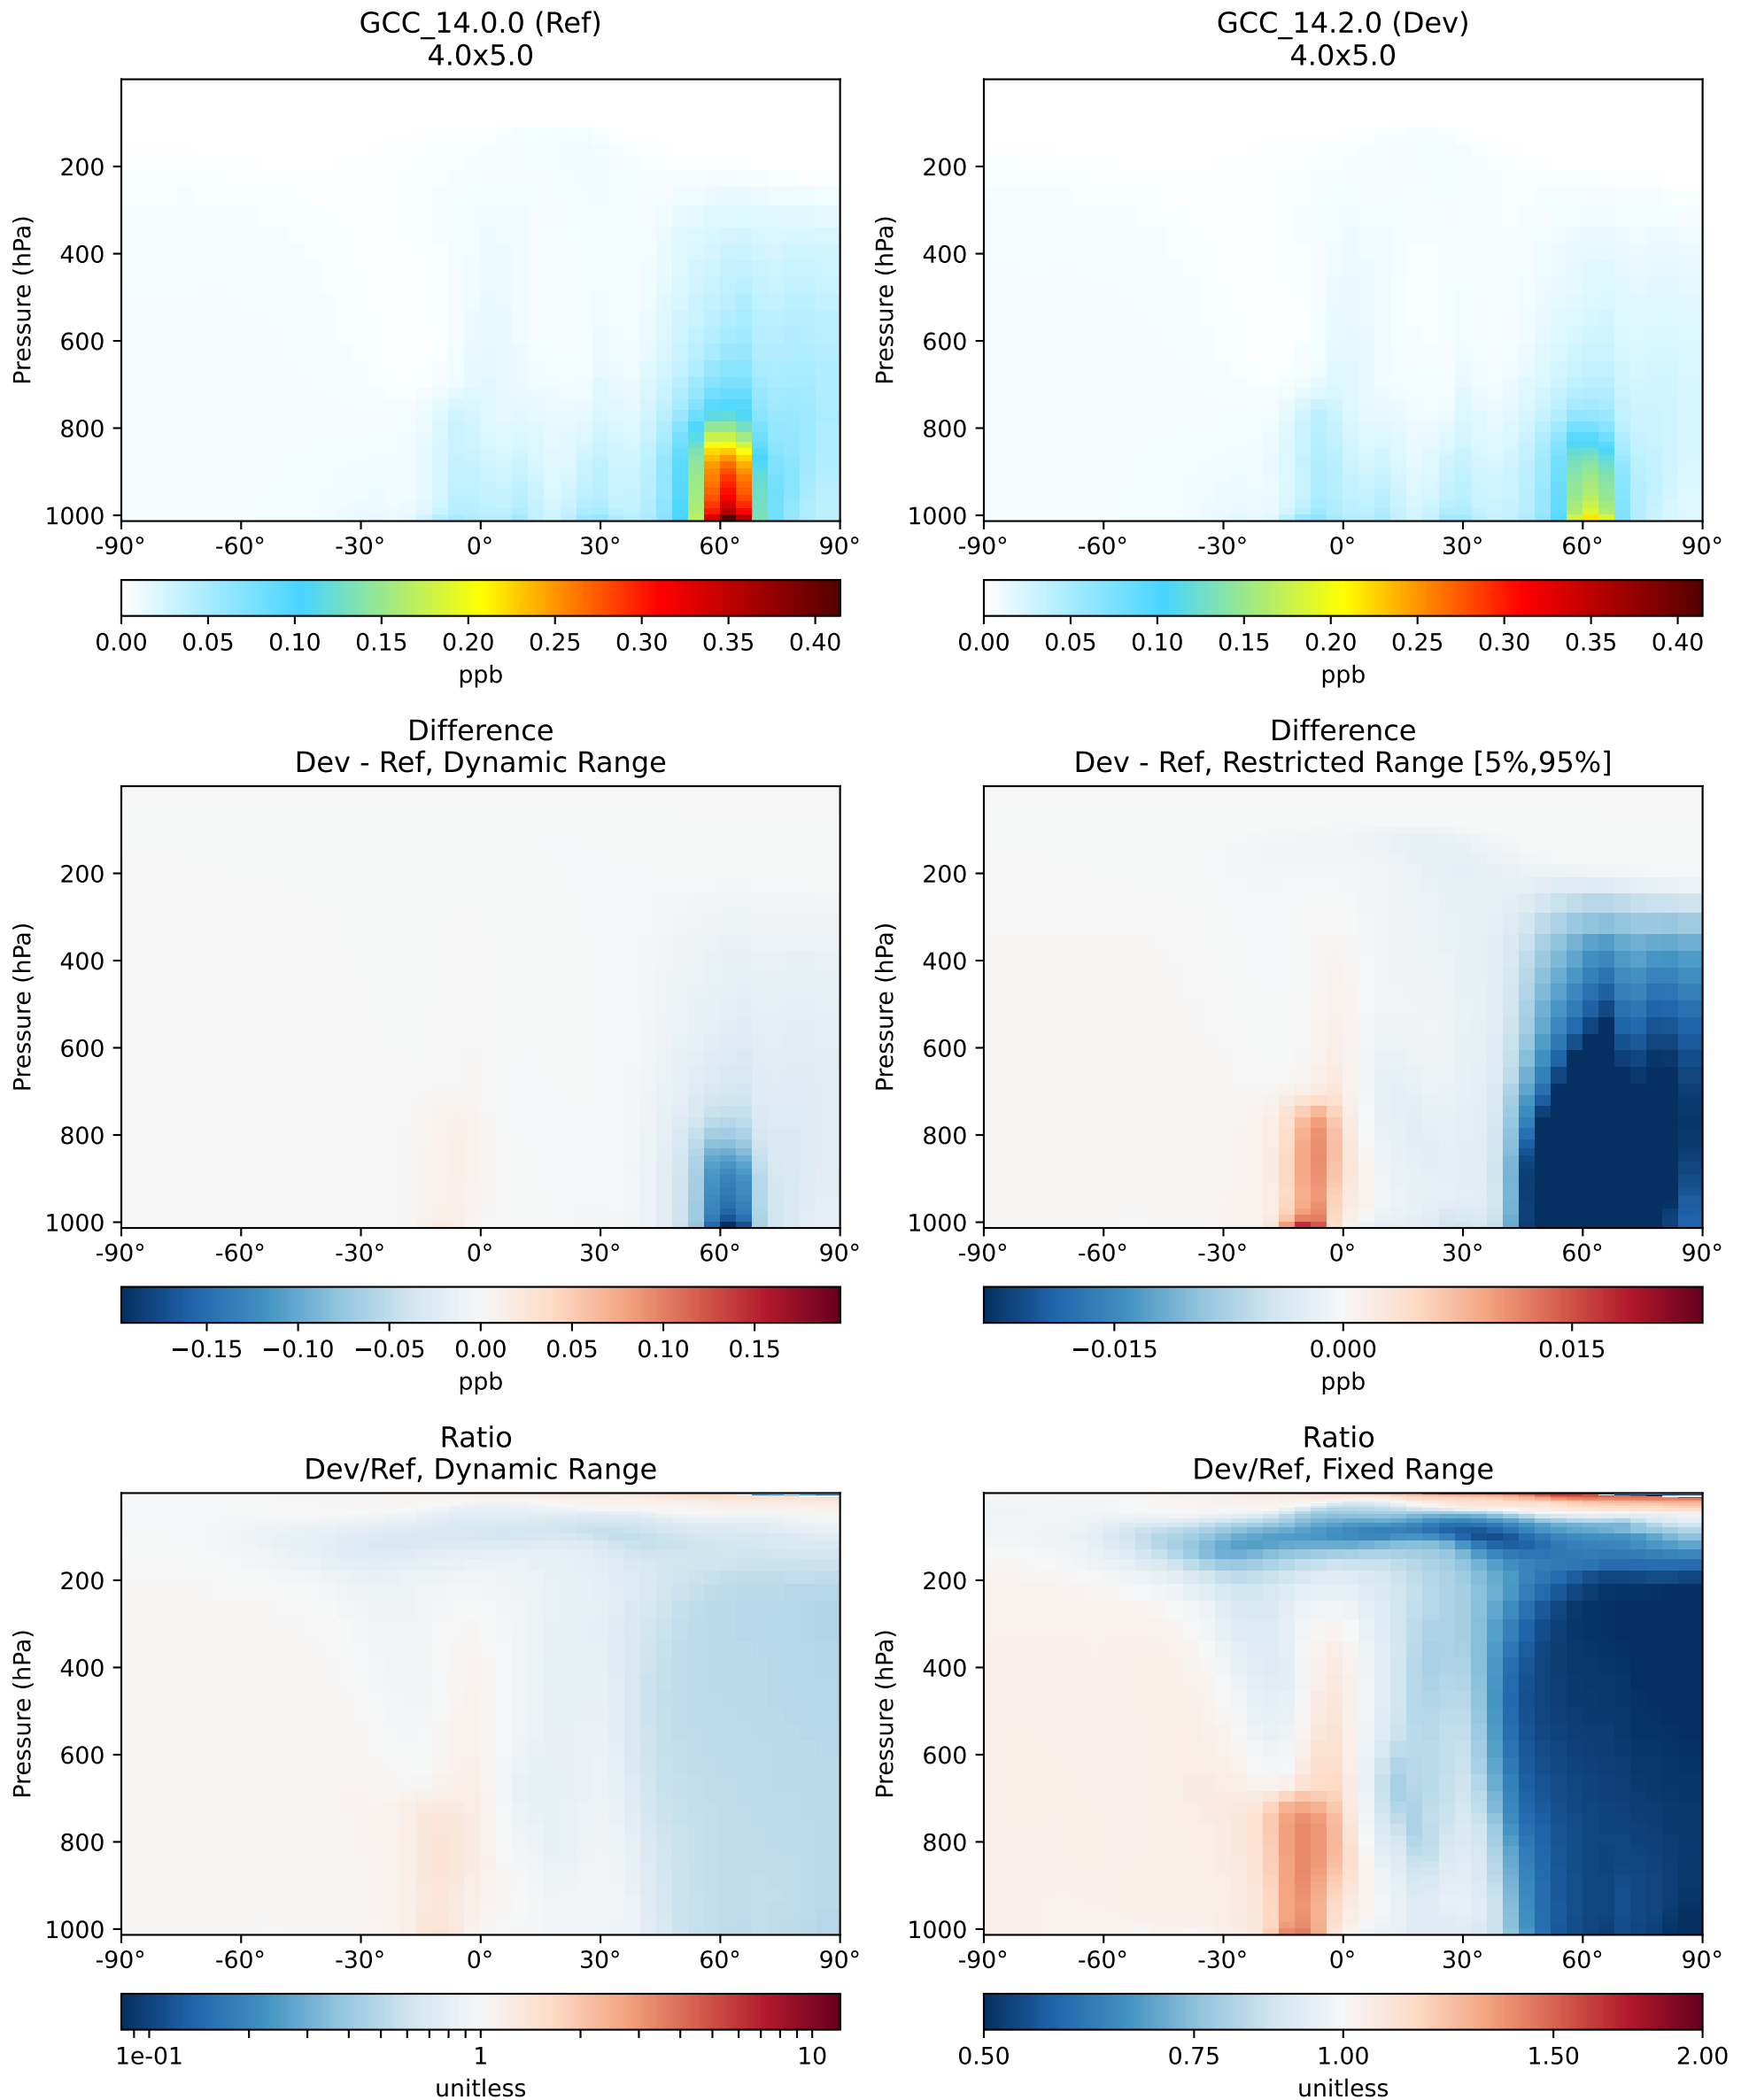 GCC_14.0.0 (Ref)
4.0x5.0
GCC_14.2.0 (Dev)
4.0x5.0
Pressure (hPa)
200
400
600
800
1000
-90° -60° -30° 0° 30° 60° 90°
0.00 0.05 0.10 0.15 0.20 0.25 0.30 0.35 0.40
ppb
Pressure (hPa)
200
400
600
800
1000
-90° -60° -30° 0° 30° 60° 90°
0.00 0.05 0.10 0.15 0.20 0.25 0.30 0.35 0.40
ppb
Difference
Dev - Ref, Dynamic Range
Pressure (hPa)
200
400
600
800
1000
-90° -60° -30° 0° 30° 60° 90°
−0.15 −0.10 −0.05 0.00 0.05 0.10 0.15
ppb
Difference
Dev - Ref, Restricted Range [5%,95%]
Pressure (hPa)
200
400
600
800
1000
-90° -60° -30° 0° 30° 60° 90°
−0.015 0.000 0.015
ppb
Ratio
Dev/Ref, Dynamic Range
Pressure (hPa)
200
400
600
800
1000
-90° -60° -30° 0° 30° 60° 90°
1e-01 1 10
unitless
Ratio
Dev/Ref, Fixed Range
Pressure (hPa)
200
400
600
800
1000
-90° -60° -30° 0° 30° 60° 90°
0.50 0.75 1.00 1.50 2.00
unitless